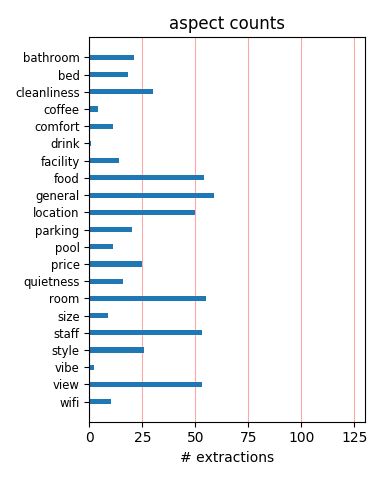 aspect counts
bathroom
bed
cleanliness
coffee
comfort
drink
facility
food
general
location
parking
pool
price
quietness
room
size
staff
style
vibe
view
wifi
0 25 50 75 100 125
# extractions